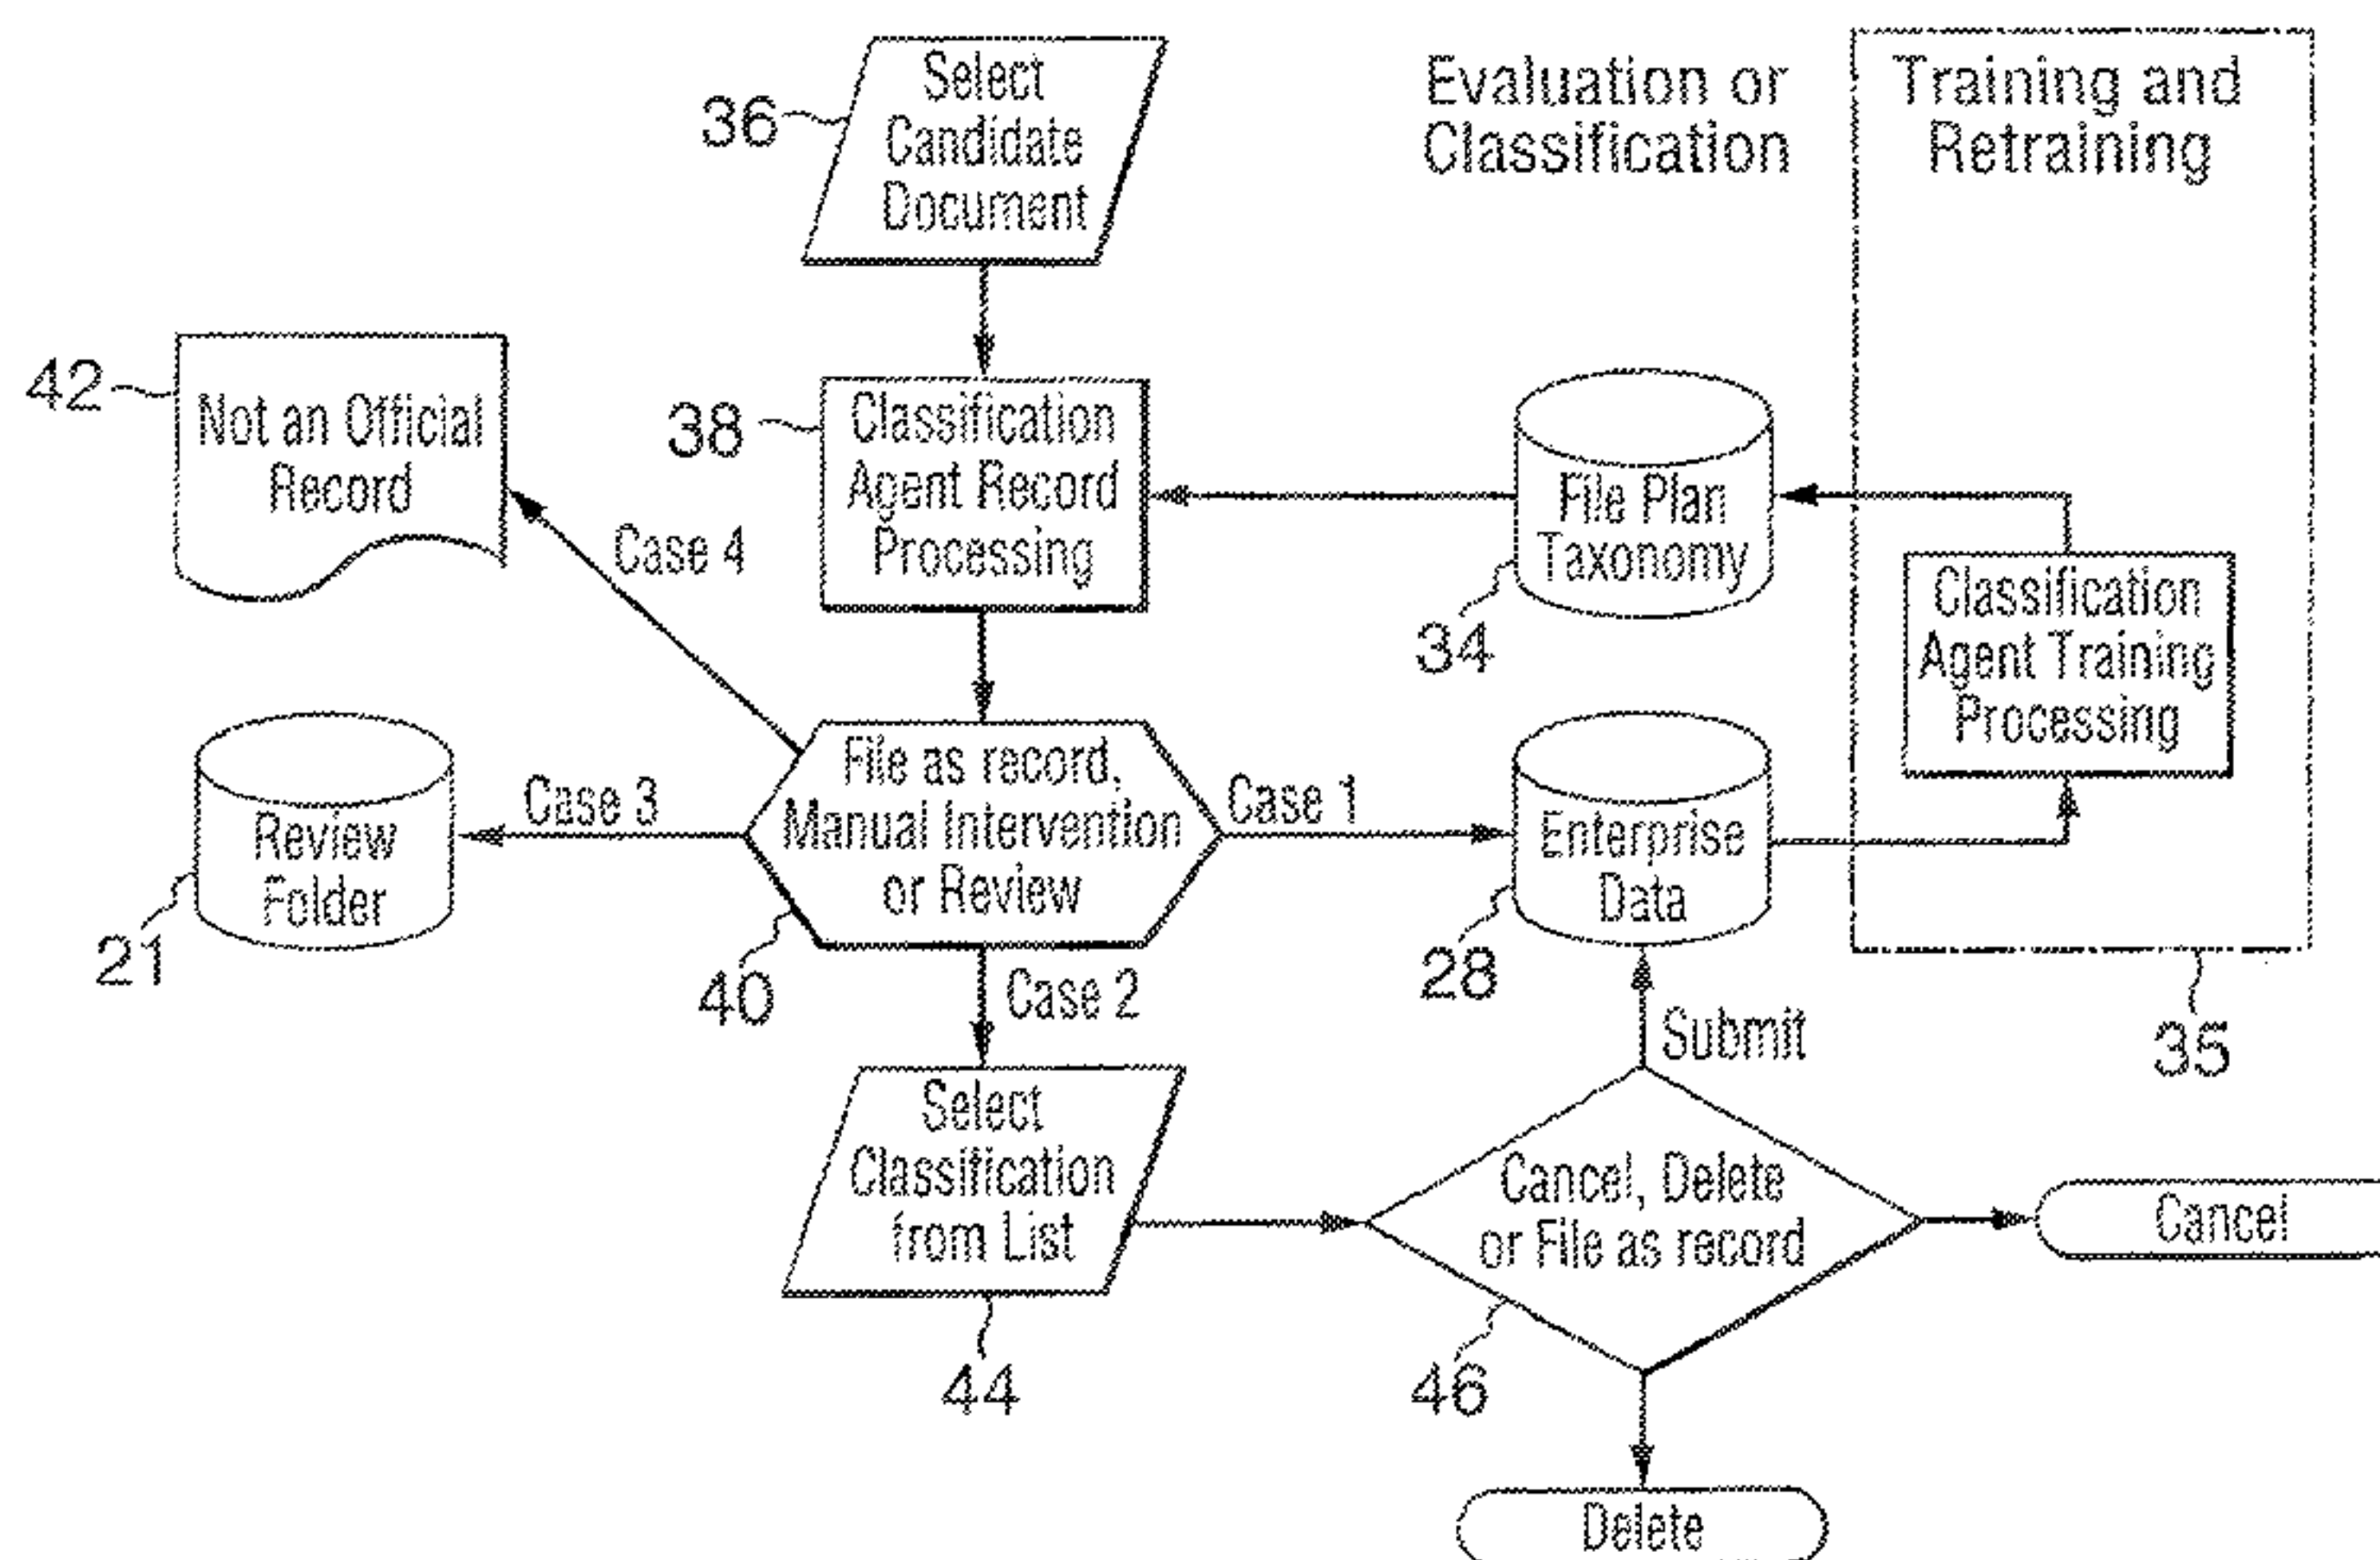 Select
Candidate
Document
36
Evaluation or
Classification
Training and
Retraining
42
Not an Official
Record
38
Classification
Agent Record
Processing
File Plan
Taxonomy
34
Classification
Agent Training
Processing
Case 4
Review
Folder
21
Case 3
File as record,
Manual Intervention
or Review
40
Case 1
Enterprise
Data
28
35
Case 2
Submit
Select
Classification
from List
44
Cancel, Delete
or File as record
46
Cancel
Delete